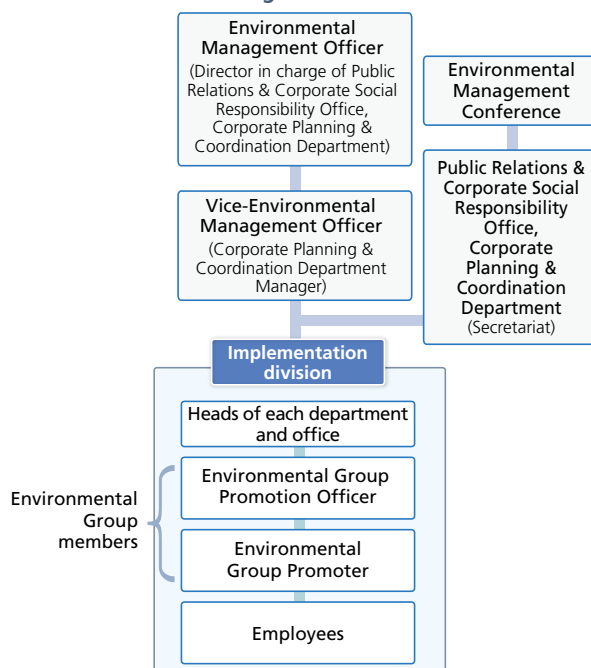 Environmental
Management Officer
(Director in charge of Public
Relations & Corporate Social
Responsibility Office,
Corporate Planning &
Coordination Department)
Environmental
Management
Conference
Vice-Environmental
Management Officer
(Corporate Planning &
Coordination Department
Manager)
Public Relations &
Corporate Social
Responsibility
Office,
Corporate
Planning &
Coordination
Department
(Secretariat)
Implementation
division
Heads of each department
and office
Environmental
Group
members
Environmental Group
Promotion Officer
Environmental
Group Promoter
Employees